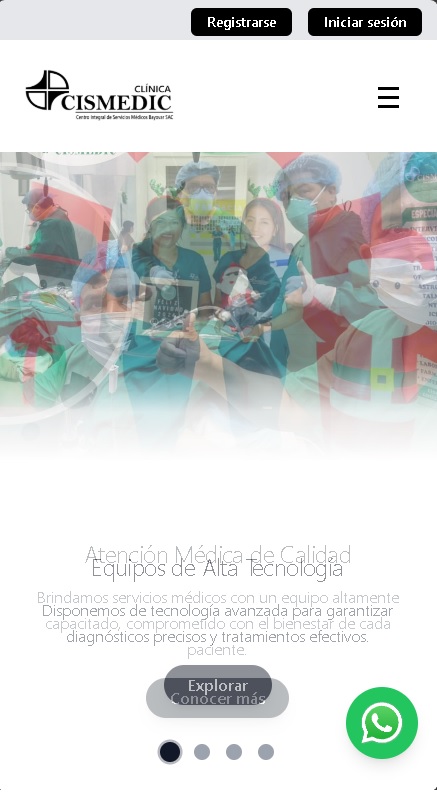 Registrarse
Iniciar sesión
CLÍNICA
CISMEDIC
Centro Integral de Servicios Médicos Bayovar SAC
Atención Médica de Calidad
Equipos de Alta Tecnología
Brindamos servicios médicos con un equipo altamente
Disponemos de tecnología avanzada para garantizar
capacitado, comprometido con el bienestar de cada
diagnósticos precisos y tratamientos efectivos.
paciente.
Explorar
Conocer más